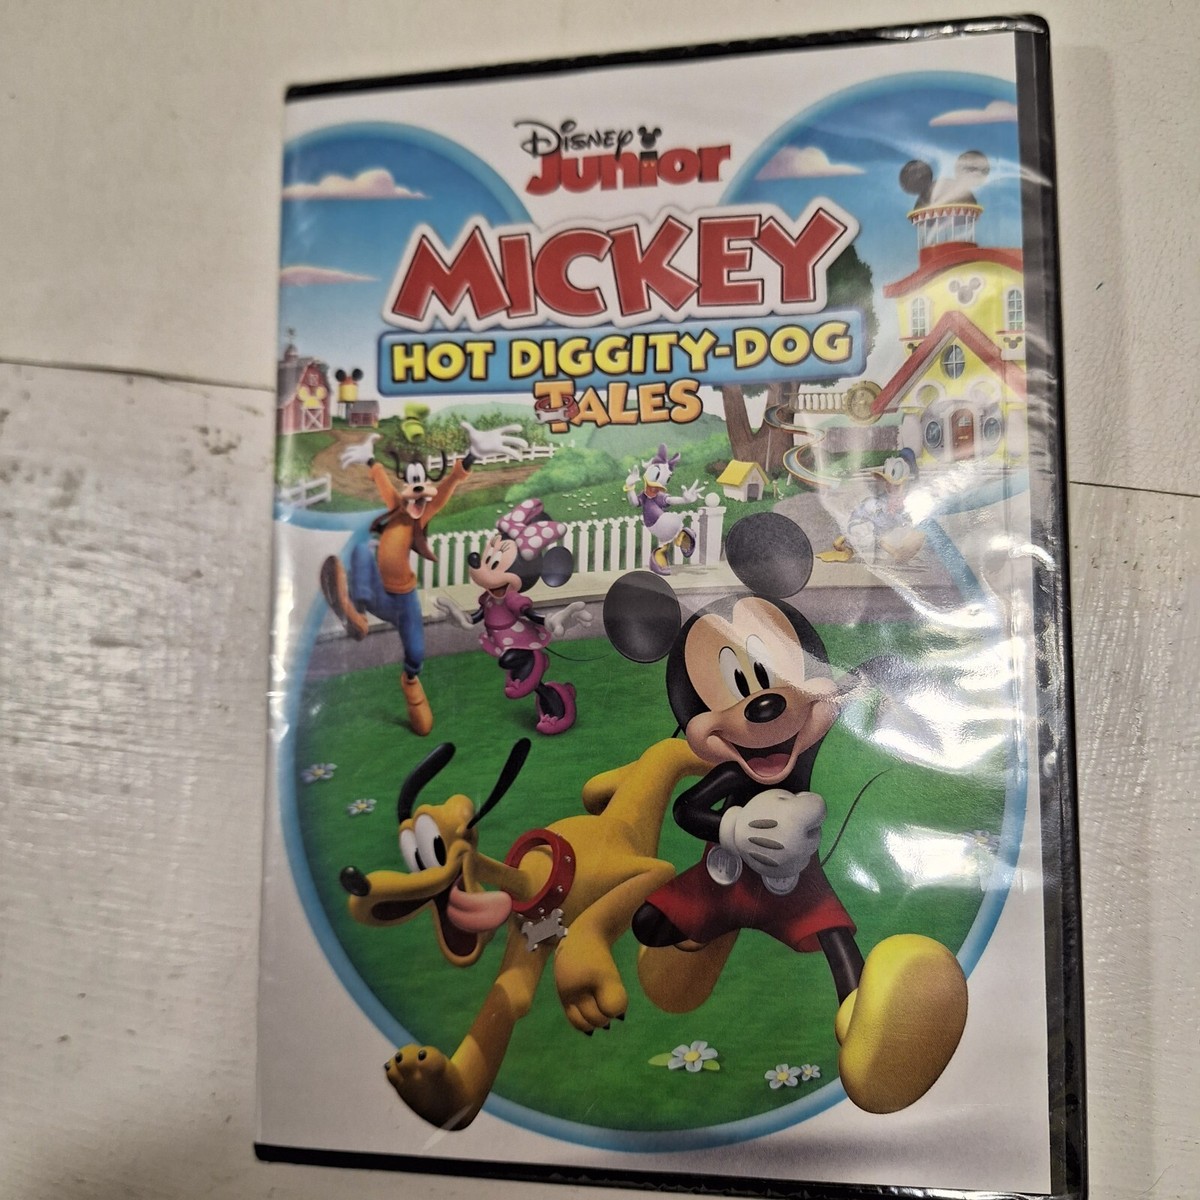 Disney
Junior
MICKEY
HOT DIGGITY-DOG
TALES